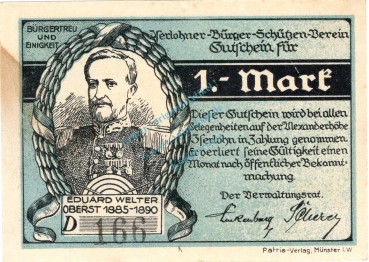 BÜRGERTREU
UND
EINIGKEIT
Iserlohner-Bürger-Schützen-Verein
Gutschein für
1.- Mark
Dieser Gutschein wird bei allen
Gelegenheiten auf der Alexanderhöhe
Iserlohn in Zahlung genommen.
Er verliert seine Gültigkeit einen
Monat nach öffentlicher Bekannt-
machung.
Der Verwaltungsrat.
EDUARD WELTER
OBERST 1885-1890
D 166
Patria-Verlag, Münster i.W.